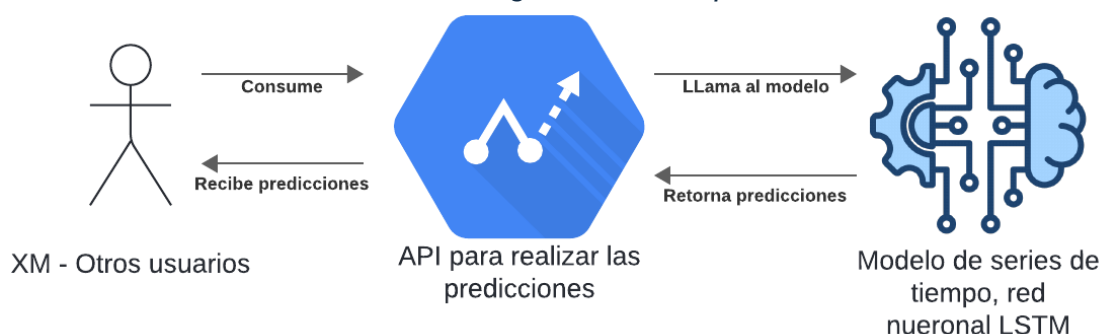 Consume
LLama al modelo
Recibe predicciones
Retorna predicciones
XM - Otros usuarios
API para realizar las
predicciones
Modelo de series de
tiempo, red
nueronal LSTM